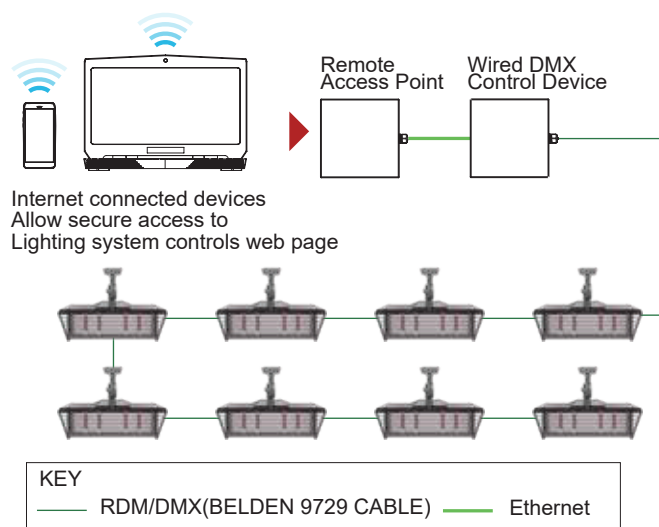 Remote
Access Point
Wired DMX
Control Device
Internet connected devices
Allow secure access to
Lighting system controls web page
KEY
RDM/DMX(BELDEN 9729 CABLE)
Ethernet